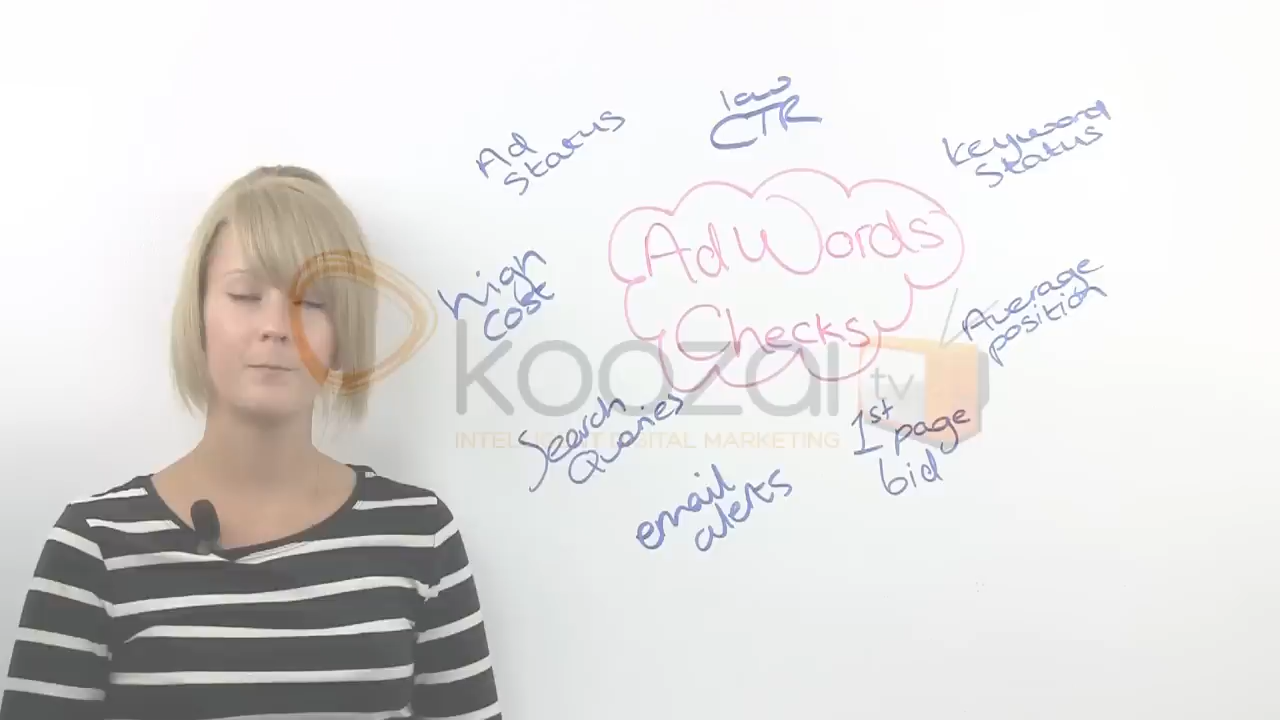 low
CTR
Ad
status
keyword
status
AdWords
Checks
high
cost
Average
position
koozai
tv
INTELLIGENT DIGITAL MARKETING
Search
Queries
1st page
bid
email
alerts